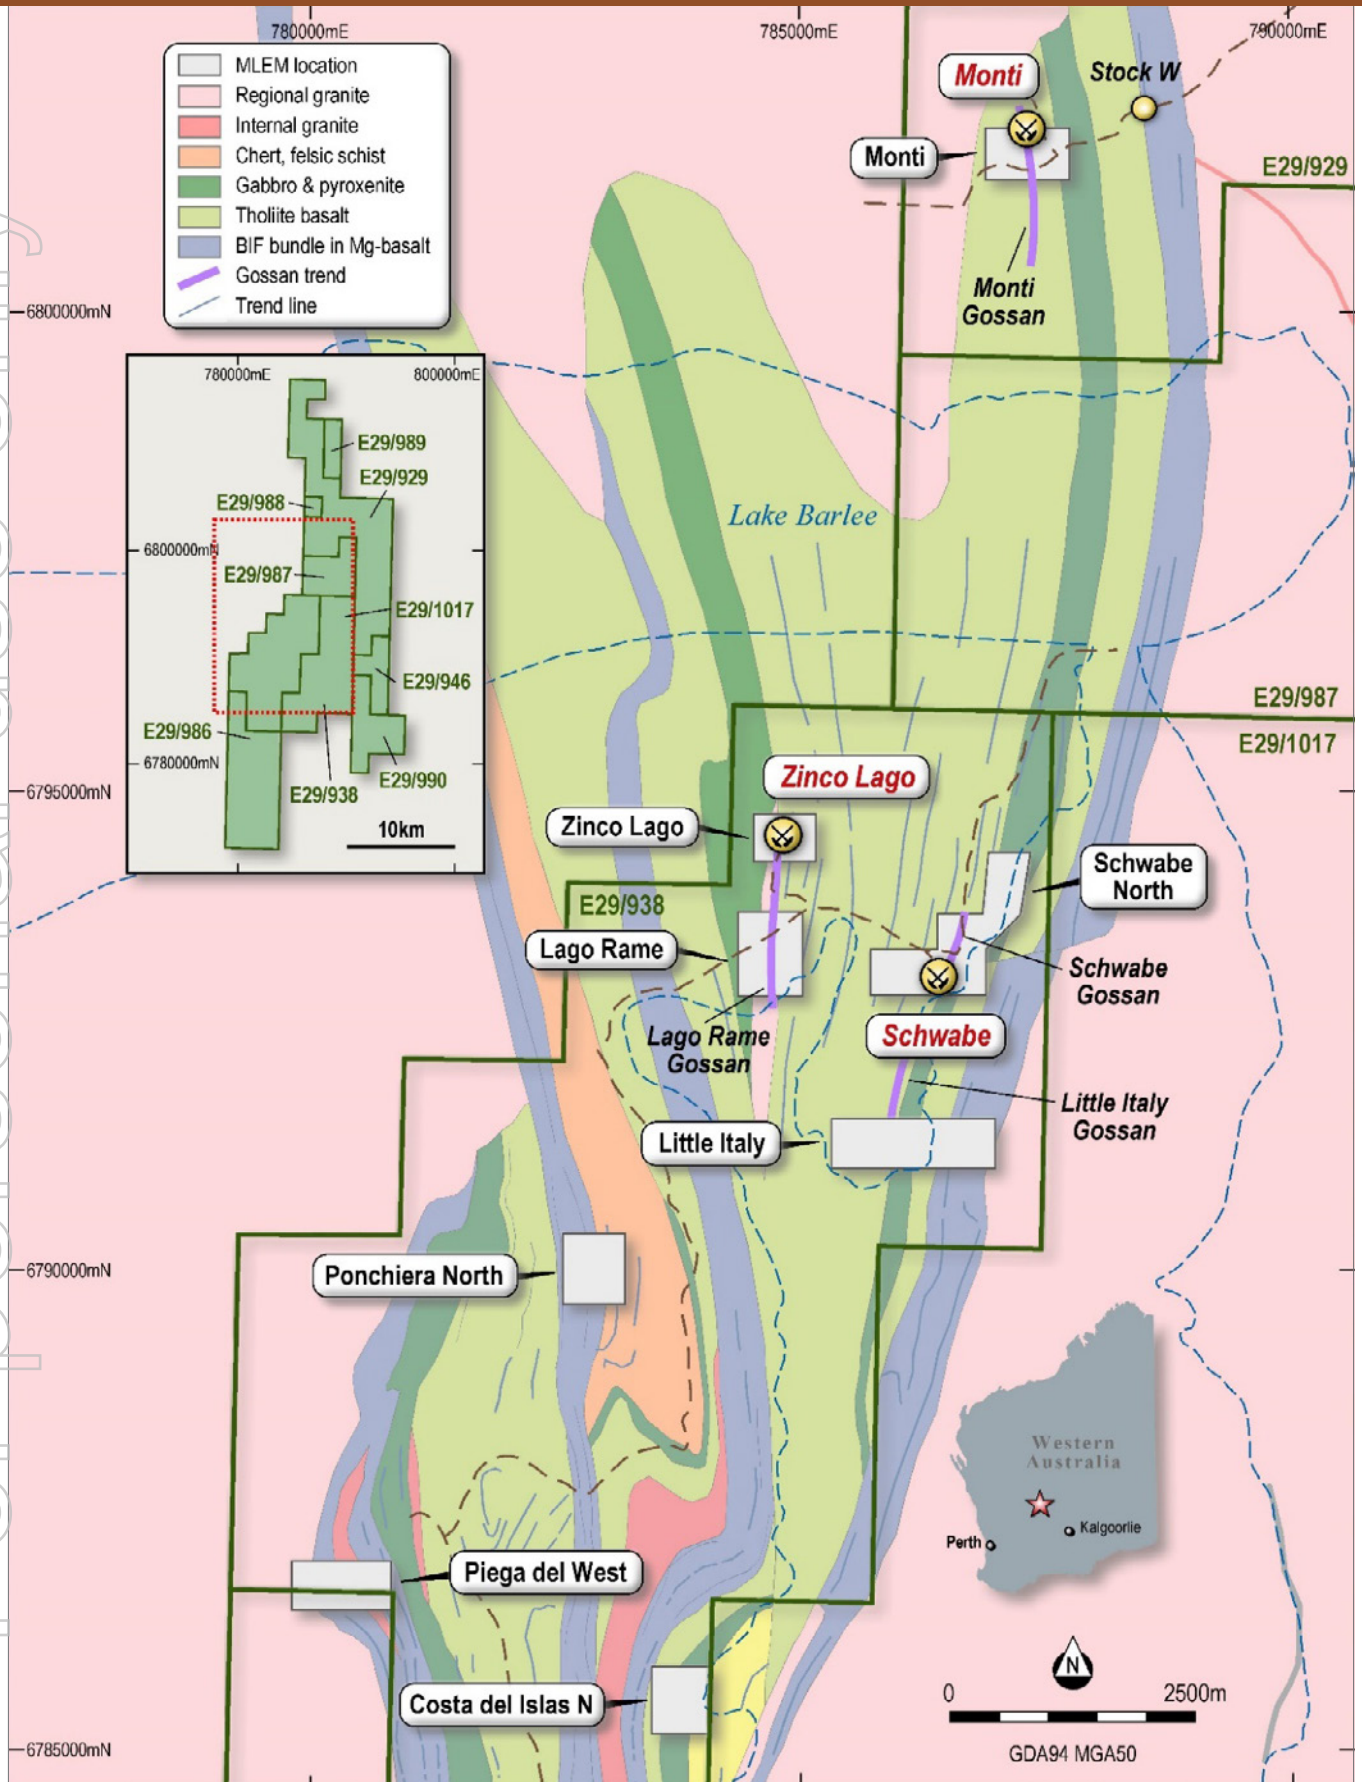 780000mE
785000mE
790000mE
MLEM location
Regional granite
Internal granite
Chert, felsic schist
Gabbro & pyroxenite
Tholiite basalt
BIF bundle in Mg-basalt
Gossan trend
Trend line
Monti
Stock W
Monti
E29/929
Monti
Gossan
6800000mN
780000mE
800000mE
E29/989
E29/929
E29/988
6800000mN
E29/987
E29/1017
E29/946
E29/986
6780000mN
E29/990
E29/938
10km
Lake Barlee
E29/987
E29/1017
6795000mN
Zinco Lago
Zinco Lago
Schwabe
North
E29/938
Lago Rame
Schwabe
Gossan
Lago Rame
Gossan
Schwabe
Little Italy
Gossan
Little Italy
6790000mN
Ponchiera North
Western
Australia
Kalgoorlie
Perth
Piega del West
N
Costa del Islas N
0
2500m
GDA94 MGA50
6785000mN